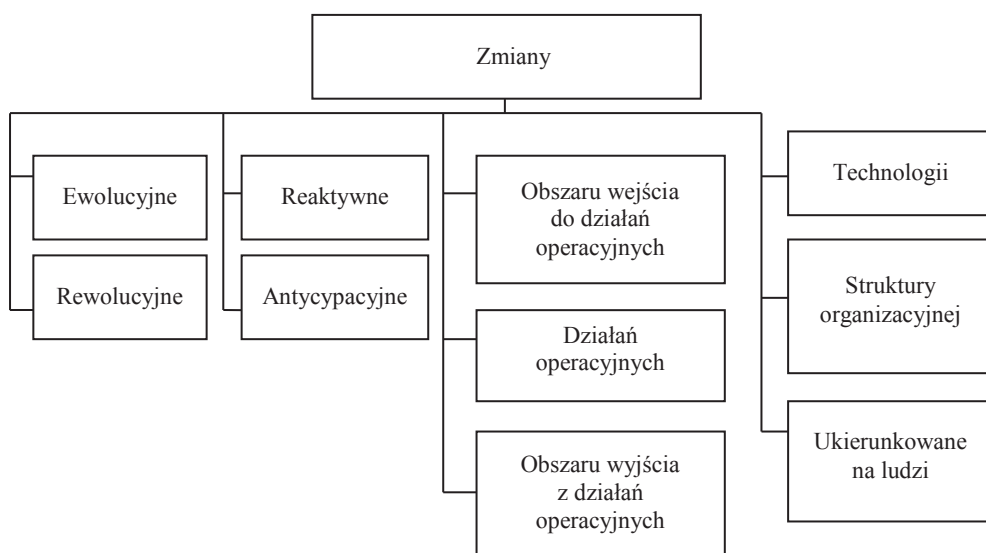 Zmiany
Ewolucyjne
Rewolucyjne
Reaktywne
Antycypacyjne
Obszaru wejścia
do działań
operacyjnych
Działań
operacyjnych
Obszaru wyjścia
z działań
operacyjnych
Technologii
Struktury
organizacyjnej
Ukierunkowane
na ludzi